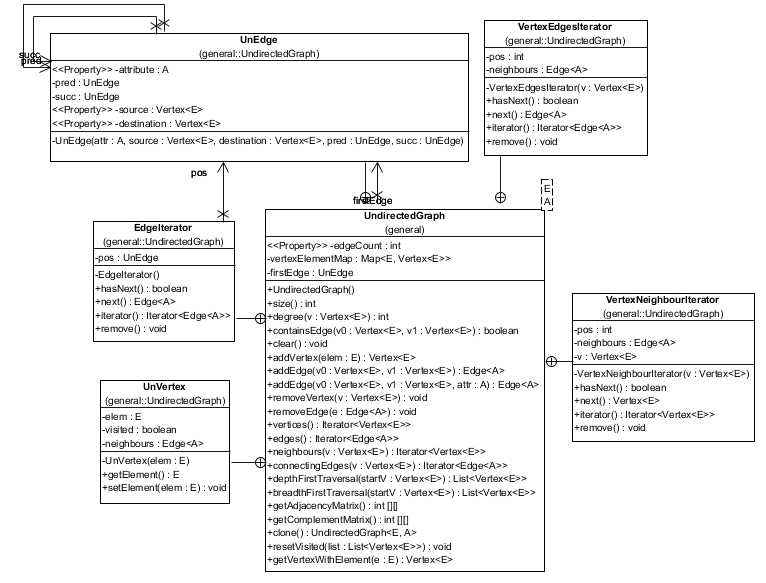 succ
pred
UnEdge
(general::UndirectedGraph)
<<Property>> -attribute : A
-pred : UnEdge
-succ : UnEdge
<<Property>> -source : Vertex<E>
<<Property>> -destination : Vertex<E>
-UnEdge(attr : A, source : Vertex<E>, destination : Vertex<E>, pred : UnEdge, succ : UnEdge)
VertexEdgesIterator
(general::UndirectedGraph)
-pos : int
-neighbours : Edge<A>
-VertexEdgesIterator(v : Vertex<E>)
+hasNext() : boolean
+next() : Edge<A>
+iterator() : Iterator<Edge<A>>
+remove() : void
pos
firstEdge
E
A
EdgeIterator
(general::UndirectedGraph)
-pos : UnEdge
-EdgeIterator()
+hasNext() : boolean
+next() : Edge<A>
+iterator() : Iterator<Edge<A>>
+remove() : void
UndirectedGraph
(general)
<<Property>> -edgeCount : int
-vertexElementMap : Map<E, Vertex<E>>
-firstEdge : UnEdge
+UndirectedGraph()
+size() : int
+degree(v : Vertex<E>) : int
+containsEdge(v0 : Vertex<E>, v1 : Vertex<E>) : boolean
+clear() : void
+addVertex(elem : E) : Vertex<E>
+addEdge(v0 : Vertex<E>, v1 : Vertex<E>) : Edge<A>
+addEdge(v0 : Vertex<E>, v1 : Vertex<E>, attr : A) : Edge<A>
+removeVertex(v : Vertex<E>) : void
+removeEdge(e : Edge<A>) : void
+vertices() : Iterator<Vertex<E>>
+edges() : Iterator<Edge<A>>
+neighbours(v : Vertex<E>) : Iterator<Vertex<E>>
+connectingEdges(v : Vertex<E>) : Iterator<Edge<A>>
+depthFirstTraversal(startV : Vertex<E>) : List<Vertex<E>>
+breadthFirstTraversal(startV : Vertex<E>) : List<Vertex<E>>
+getAdjacencyMatrix() : int [][]
+getComplementMatrix() : int [][]
+clone() : UndirectedGraph<E, A>
+resetVisited(list : List<Vertex<E>>) : void
+getVertexWithElement(e : E) : Vertex<E>
VertexNeighbourIterator
(general::UndirectedGraph)
-pos : int
-neighbours : Edge<A>
-v : Vertex<E>
-VertexNeighbourIterator(v : Vertex<E>)
+hasNext() : boolean
+next() : Vertex<E>
+iterator() : Iterator<Vertex<E>>
+remove() : void
UnVertex
(general::UndirectedGraph)
-elem : E
-visited : boolean
-neighbours : Edge<A>
-UnVertex(elem : E)
+getElement() : E
+setElement(elem : E) : void